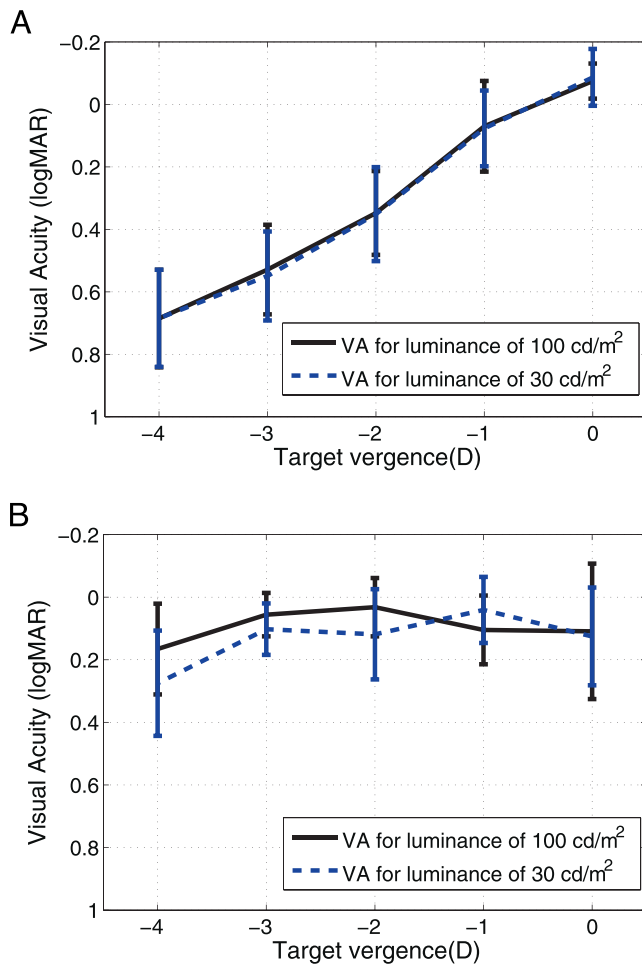 A
−0.2
0
0.2
0.4
0.6
0.8
1
Visual Acuity (logMAR)
VA for luminance of 100 cd/m²
VA for luminance of 30 cd/m²
−4 −3 −2 −1 0
Target vergence(D)
B
−0.2
0
0.2
0.4
0.6
0.8
1
Visual Acuity (logMAR)
VA for luminance of 100 cd/m²
VA for luminance of 30 cd/m²
−4 −3 −2 −1 0
Target vergence(D)